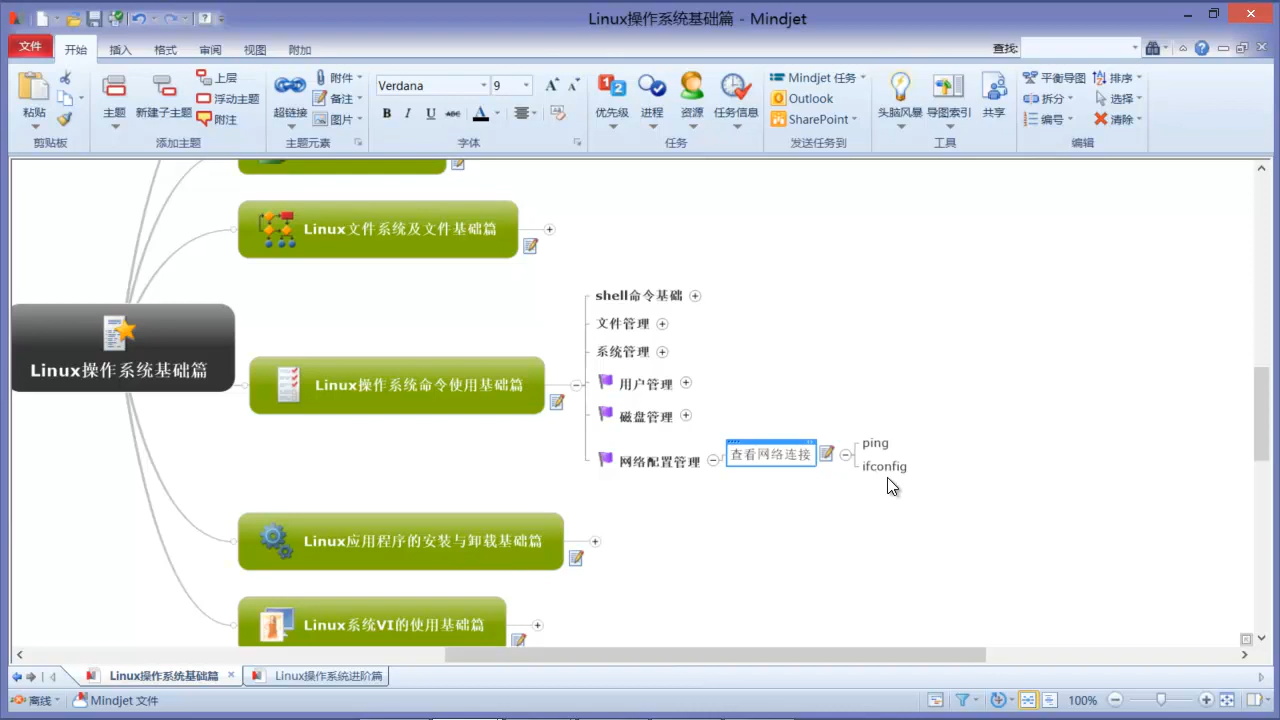 Linux操作系统基础篇 - Mindjet
文件 开始 插入 格式 审阅 视图 附加 查找:
粘贴
剪贴板
主题 新建子主题 上层
浮动主题
附注
添加主题
超链接 附件
备注
图片
主题元素
Verdana 9
B I U abc A
字体
优先级 进程 资源 任务信息
任务
Mindjet 任务
Outlook
SharePoint
发送任务到
头脑风暴 导图索引 共享
工具
平衡导图 排序
拆分 选择
编号 清除
编辑
Linux文件系统及文件基础篇
shell命令基础
文件管理
系统管理
Linux操作系统基础篇
Linux操作系统命令使用基础篇
用户管理
磁盘管理
网络配置管理 查看网络连接 ping
ifconfig
Linux应用程序的安装与卸载基础篇
Linux系统VI的使用基础篇
Linux操作系统基础篇 Linux操作系统进阶篇
离线 Mindjet 文件 100%